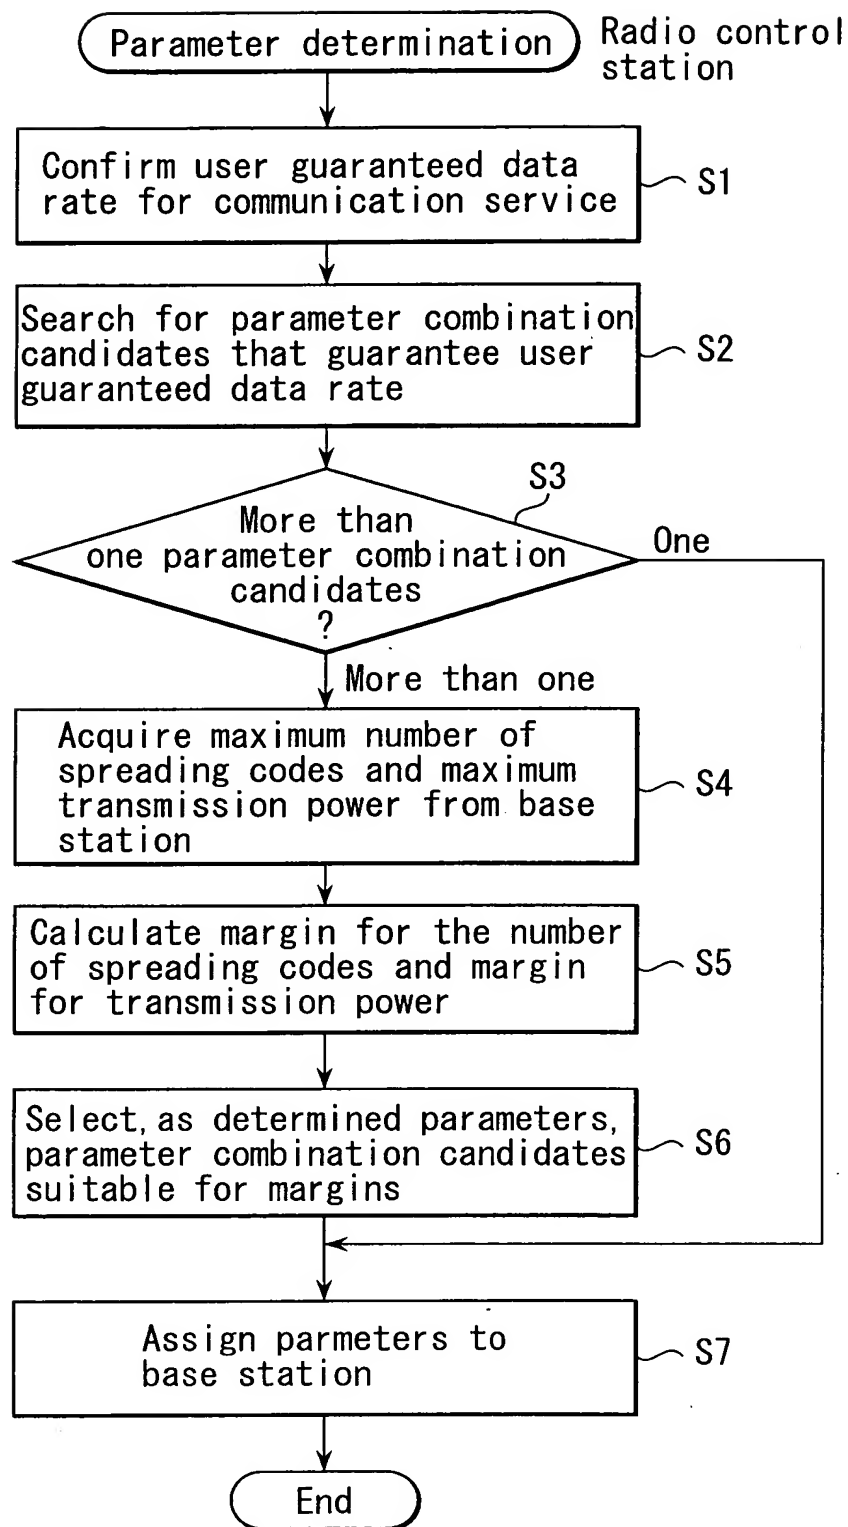 Parameter determination
Radio control
station
Confirm user guaranteed data
rate for communication service
S1
Search for parameter combination
candidates that guarantee user
guaranteed data rate
S2
S3
More than
one parameter combination
candidates
?
One
More than one
Acquire maximum number of
spreading codes and maximum
transmission power from base
station
S4
Calculate margin for the number
of spreading codes and margin
for transmission power
S5
Select, as determined parameters,
parameter combination candidates
suitable for margins
S6
Assign parmeters to
base station
S7
End